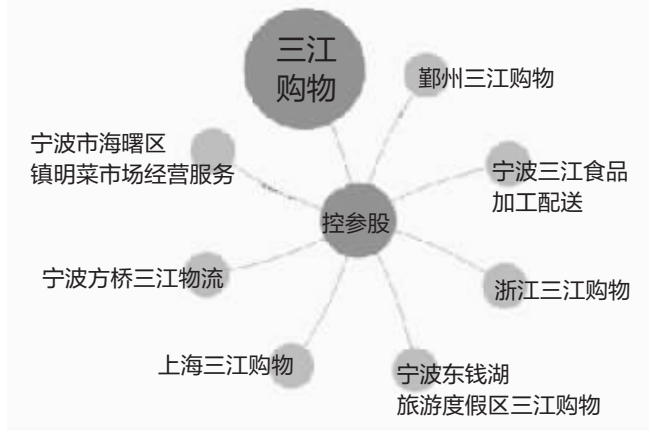 三江
购物
鄞州三江购物
宁波市海曙区
镇明菜市场经营服务
宁波三江食品
加工配送
控参股
宁波方桥三江物流
浙江三江购物
上海三江购物
宁波东钱湖
旅游度假区三江购物